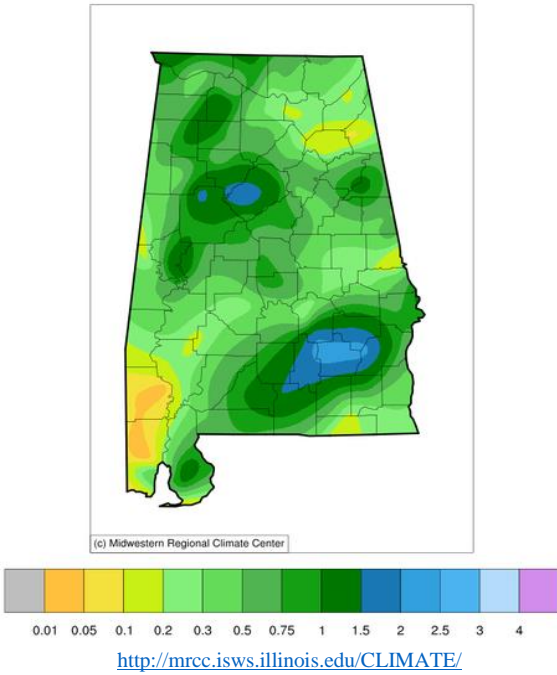 (c) Midwestern Regional Climate Center
0.01 0.05 0.1 0.2 0.3 0.5 0.75 1 1.5 2 2.5 3 4
http://mrcc.isws.illinois.edu/CLIMATE/